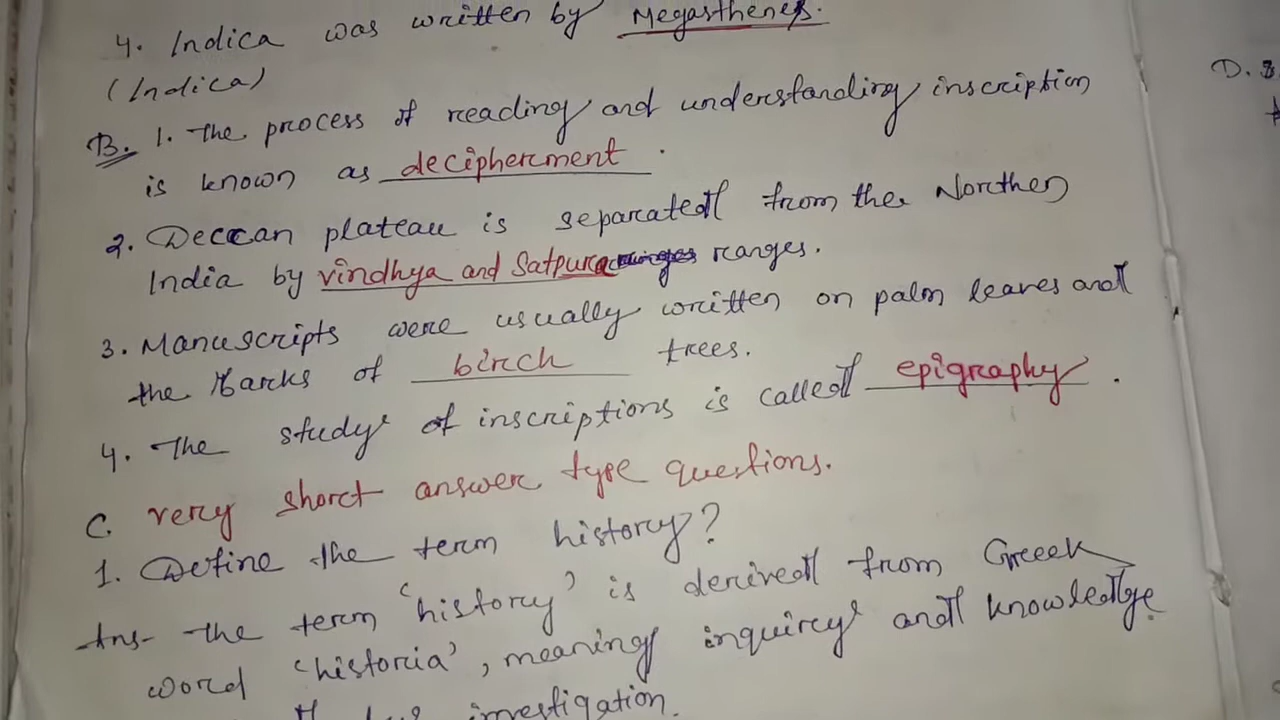 4. Indica was written by Megasthenes.
(Indica)
B. 1. The process of reading and understanding inscription
is known as decipherment.
2. Deccan plateau is separated from the Northen
India by vindhya and Satpura ranges.
3. Manuscripts were usually written on palm leaves and
the barks of birch trees.
4. The study of inscriptions is called epigraphy.
C. very short answer type questions.
1. Define the term history?
Ans- The term 'history' is derived from Greek
word 'historia', meaning inquiry and knowledge.
investigation.
D.